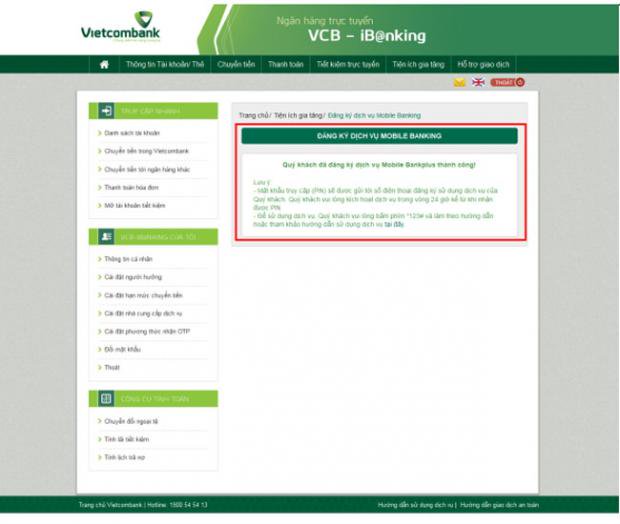 Vietcombank
Ngân hàng trực tuyến
VCB – iB@nking
Thông tin Tài khoản/ Thẻ Chuyển tiền Thanh toán Tiết kiệm trực tuyến Tiện ích gia tăng Hỗ trợ giao dịch
THOÁT
TRUY CẬP NHANH
Danh sách tài khoản
Chuyển tiền trong Vietcombank
Chuyển tiền tới ngân hàng khác
Thanh toán hóa đơn
Mở tài khoản tiết kiệm
VCB-IB@NKING CỦA TÔI
Thông tin cá nhân
Cài đặt người hưởng
Cài đặt hạn mức chuyển tiền
Cài đặt nhà cung cấp dịch vụ
Cài đặt phương thức nhận OTP
Đổi mật khẩu
Thoát
CÔNG CỤ TÍNH TOÁN
Chuyển đổi ngoại tệ
Tính lãi tiết kiệm
Tính lịch trả nợ
Trang chủ/ Tiện ích gia tăng/ Đăng ký dịch vụ Mobile Banking
ĐĂNG KÝ DỊCH VỤ MOBILE BANKING
Quý khách đã đăng ký dịch vụ Mobile Bankplus thành công!
Lưu ý
- Mật khẩu truy cập (PIN) sẽ được gửi tới số điện thoại đăng ký sử dụng dịch vụ của
Quý khách. Quý khách vui lòng kích hoạt dịch vụ trong vòng 24 giờ kể từ khi nhận
được PIN
- Để sử dụng dịch vụ, Quý khách vui lòng bấm phím *123# và làm theo hướng dẫn
hoặc tham khảo hướng dẫn sử dụng dịch vụ tại đây.
Trang chủ Vietcombank | Hotline: 1900 54 54 13
Hướng dẫn sử dụng dịch vụ | Hướng dẫn giao dịch an toàn